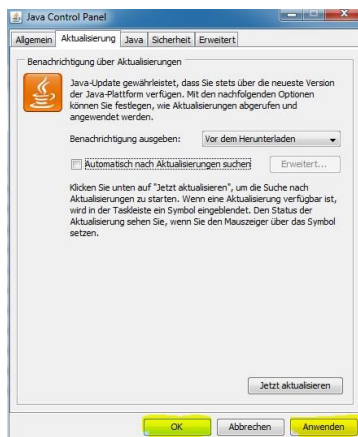 Java Control Panel
Allgemein Aktualisierung Java Sicherheit Erweitert
Benachrichtigung über Aktualisierungen
Java-Update gewährleistet, dass Sie stets über die neueste Version
der Java-Plattform verfügen. Mit den nachfolgenden Optionen
können Sie festlegen, wie Aktualisierungen abgerufen und
angewendet werden.
Benachrichtigung ausgeben: Vor dem Herunterladen
Automatisch nach Aktualisierungen suchen Erweitert...
Klicken Sie unten auf "Jetzt aktualisieren", um die Suche nach
Aktualisierungen zu starten. Wenn eine Aktualisierung verfügbar ist,
wird in der Taskleiste ein Symbol eingeblendet. Den Status der
Aktualisierung sehen Sie, wenn Sie den Mauszeiger über das Symbol
setzen.
Jetzt aktualisieren
OK Abbrechen Anwenden